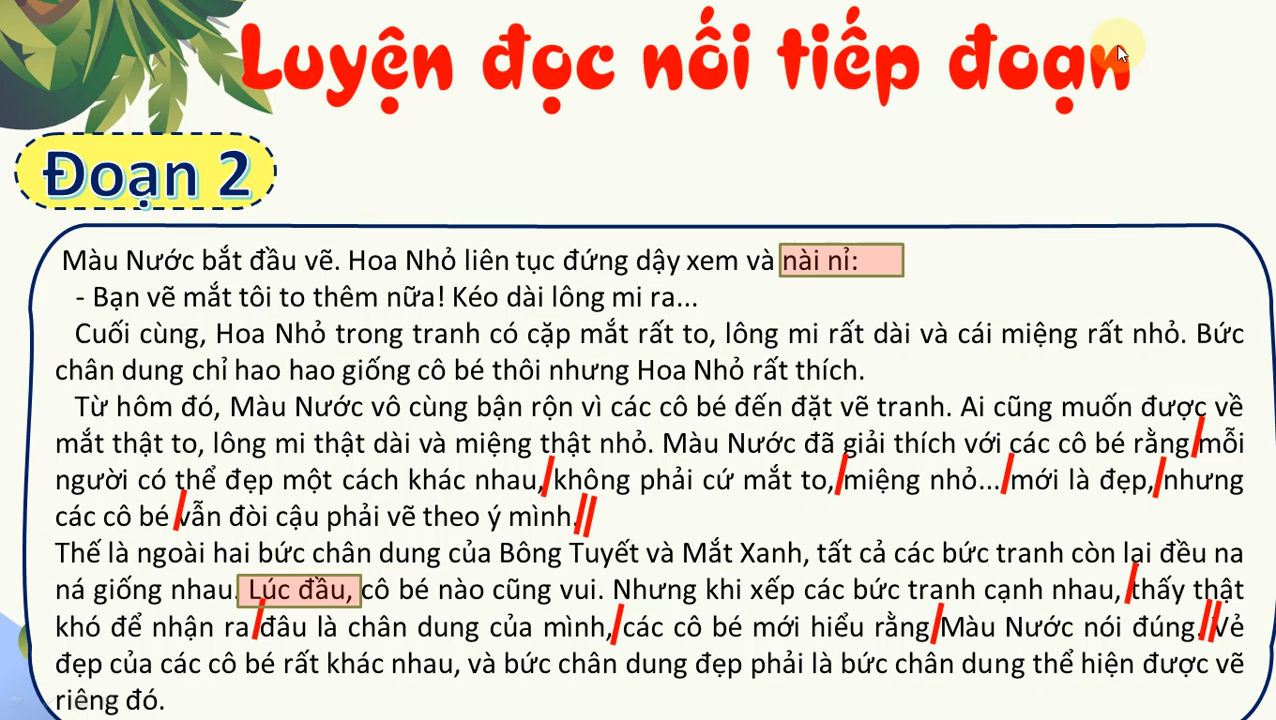 Luyện đọc nối tiếp đoạn
Đoạn 2
Màu Nước bắt đầu vẽ. Hoa Nhỏ liên tục đứng dậy xem và nài nỉ:
- Bạn vẽ mắt tôi to thêm nữa! Kéo dài lông mi ra...
Cuối cùng, Hoa Nhỏ trong tranh có cặp mắt rất to, lông mi rất dài và cái miệng rất nhỏ. Bức
chân dung chỉ hao hao giống cô bé thôi nhưng Hoa Nhỏ rất thích.
Từ hôm đó, Màu Nước vô cùng bận rộn vì các cô bé đến đặt vẽ tranh. Ai cũng muốn được vẽ
mắt thật to, lông mi thật dài và miệng thật nhỏ. Màu Nước đã giải thích với các cô bé rằng/mỗi
người có thể đẹp một cách khác nhau,/không phải cứ mắt to,/miệng nhỏ.../mới là đẹp,/nhưng
các cô bé/vẫn đòi cậu phải vẽ theo ý mình.//
Thế là ngoài hai bức chân dung của Bông Tuyết và Mắt Xanh, tất cả các bức tranh còn lại đều na
ná giống nhau. Lúc đầu, cô bé nào cũng vui. Nhưng khi xếp các bức tranh cạnh nhau,/thấy thật
khó để nhận ra/đâu là chân dung của mình,/các cô bé mới hiểu rằng/Màu Nước nói đúng.//Vẻ
đẹp của các cô bé rất khác nhau, và bức chân dung đẹp phải là bức chân dung thể hiện được vẽ
riêng đó.